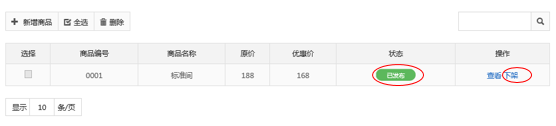 新增商品 全选 删除
选择 商品编号 商品名称 原价 优惠价 状态 操作
0001 标准间 188 168 已发布 查看 下架
显示 10 条/页